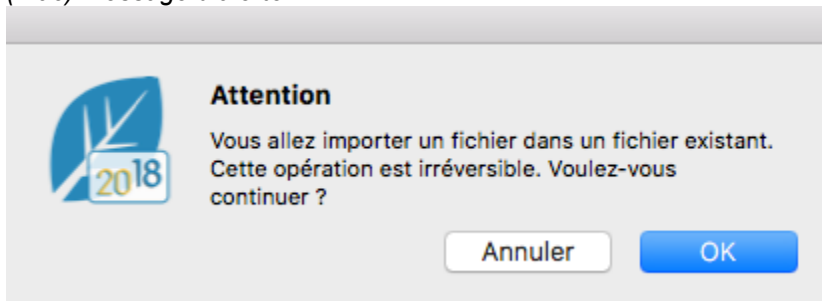 Attention
Vous allez importer un fichier dans un fichier existant.
Cette opération est irréversible. Voulez-vous
continuer ?
2018
Annuler
OK